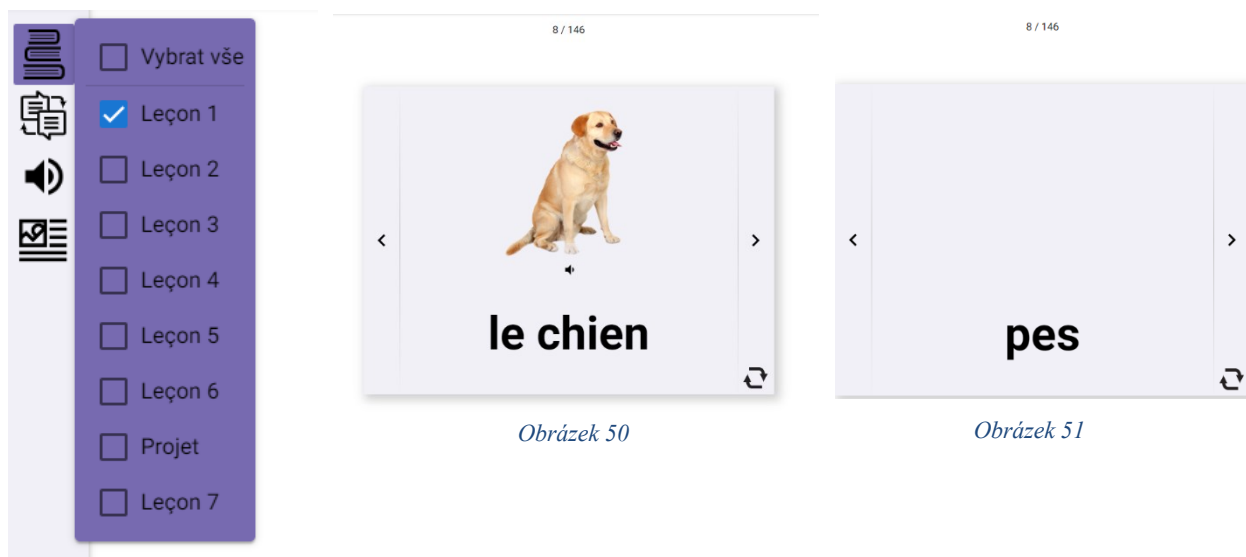 Vybrat vše
Leçon 1
Leçon 2
Leçon 3
Leçon 4
Leçon 5
Leçon 6
Projet
Leçon 7
8 / 146
le chien
Obrázek 50
8 / 146
pes
Obrázek 51